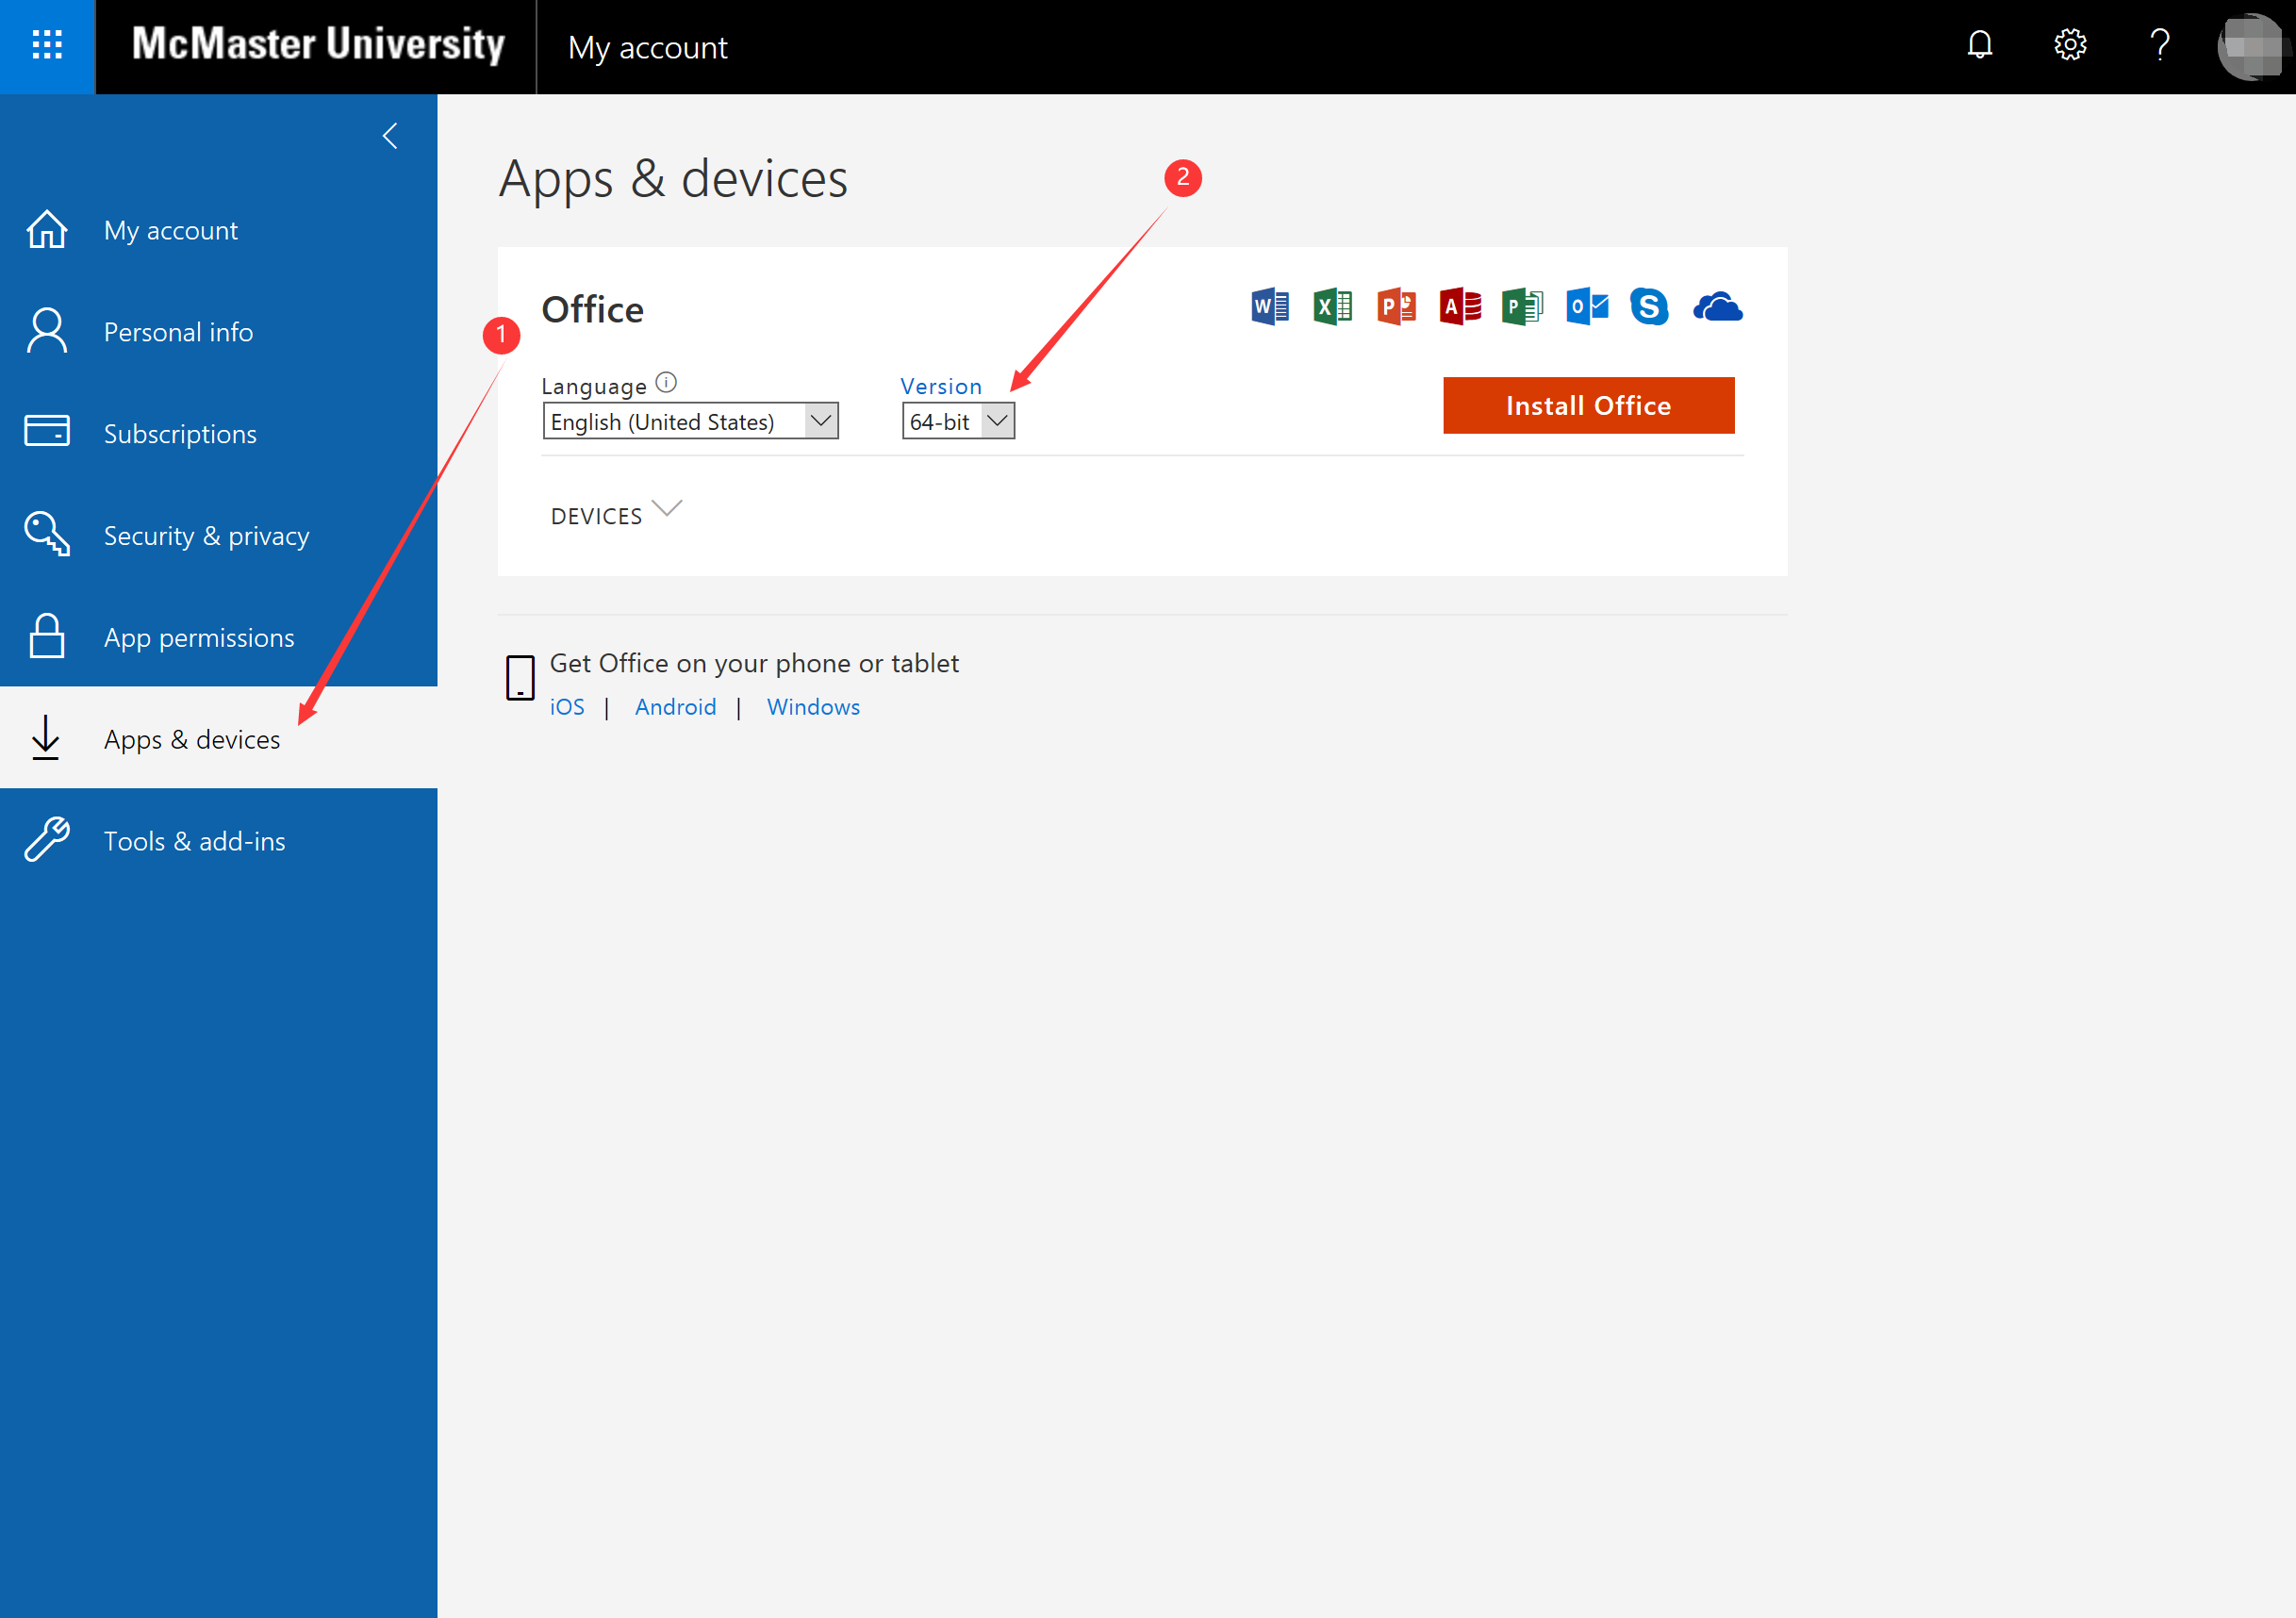 McMaster University
My account
My account
Personal info
Subscriptions
Security & privacy
App permissions
Apps & devices
Tools & add-ins
Apps & devices
1
2
Office
W X P A P O S
Language
Version
English (United States)
64-bit
Install Office
DEVICES
Get Office on your phone or tablet
iOS | Android | Windows